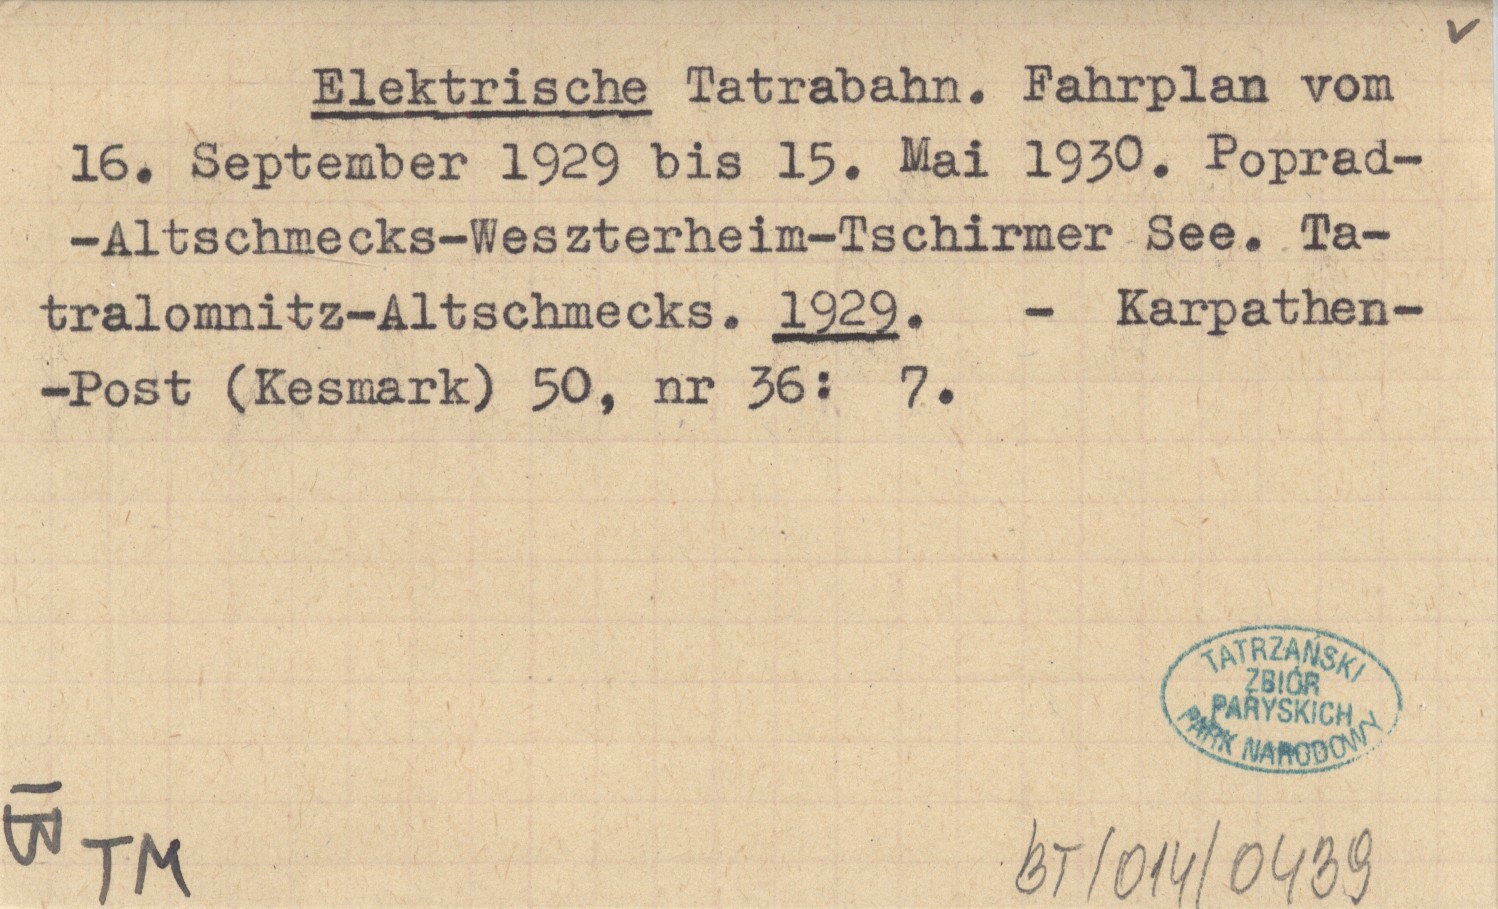 ✓
Elektrische Tatrabahn. Fahrplan vom
16. September 1929 bis 15. Mai 1930. Poprad-
-Altschmecks-Weszterheim-Tschirmer See. Ta-
tralomnitz-Altschmecks. 1929. - Karpathen-
-Post (Kesmark) 50, nr 36: 7.
TATRZAŃSKI
ZBIÓR
PARYSKICH
PARK NARODOWY
IB
TM
BT/014/0439